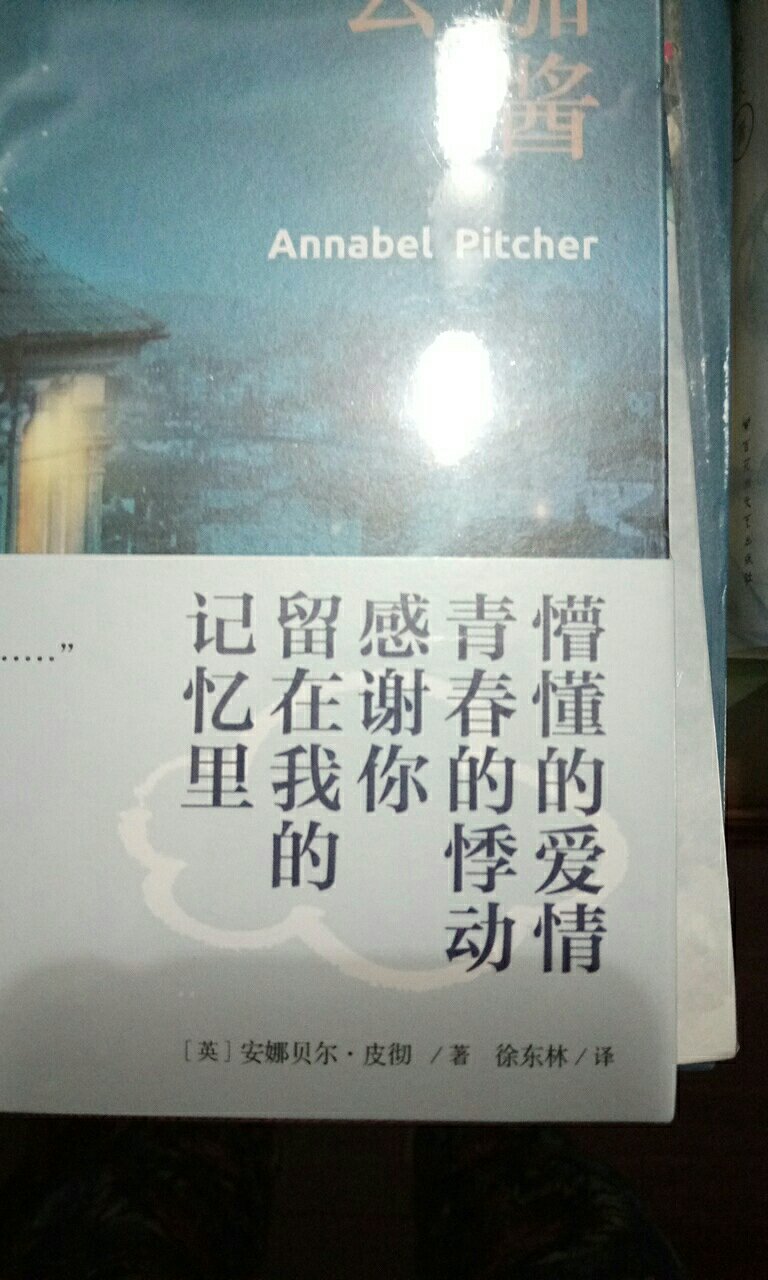 酱
Annabel Pitcher
懵懂的爱情
青春的悸动
感谢你
留在我的
记忆里
……”
［英］安娜贝尔·皮彻 / 著 徐东林 / 译